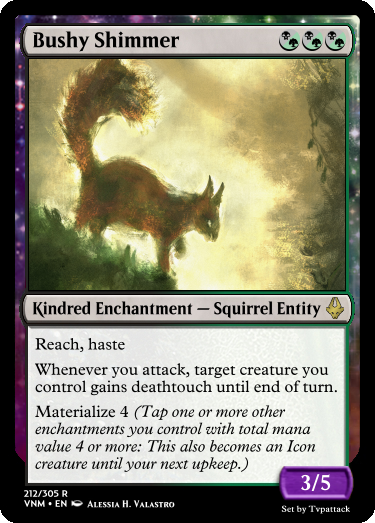 Bushy Shimmer
Kindred Enchantment — Squirrel Entity
Reach, haste
Whenever you attack, target creature you
control gains deathtouch until end of turn.
Materialize 4 (Tap one or more other
enchantments you control with total mana
value 4 or more: This also becomes an Icon
creature until your next upkeep.)
3/5
212/305 R
VNM • EN Alessia H. Valastro
Set by Tvpattack